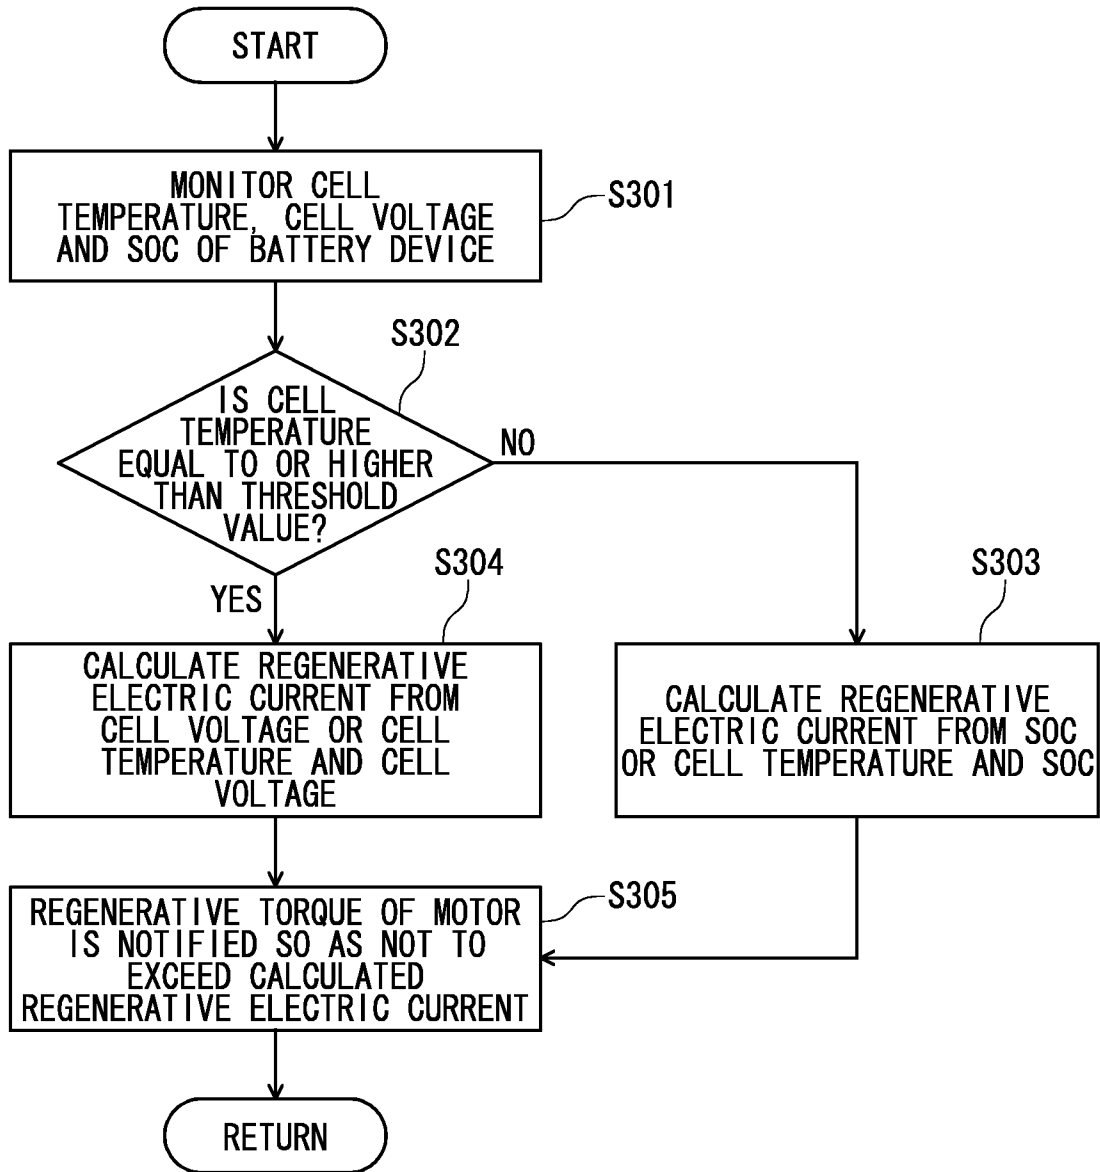 START
MONITOR CELL
TEMPERATURE, CELL VOLTAGE
AND SOC OF BATTERY DEVICE
S301
S302
IS CELL
TEMPERATURE
EQUAL TO OR HIGHER
THAN THRESHOLD
VALUE?
NO
YES
S304
S303
CALCULATE REGENERATIVE
ELECTRIC CURRENT FROM
CELL VOLTAGE OR CELL
TEMPERATURE AND CELL
VOLTAGE
CALCULATE REGENERATIVE
ELECTRIC CURRENT FROM SOC
OR CELL TEMPERATURE AND SOC
S305
REGENERATIVE TORQUE OF MOTOR
IS NOTIFIED SO AS NOT TO
EXCEED CALCULATED
REGENERATIVE ELECTRIC CURRENT
RETURN